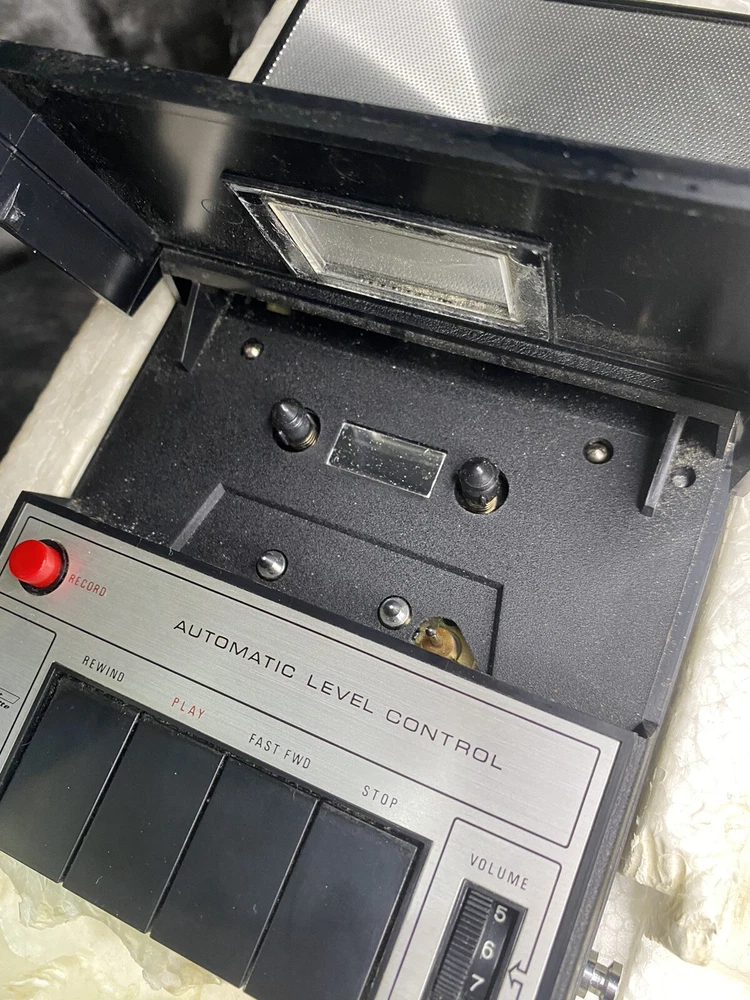 RECORD
AUTOMATIC LEVEL CONTROL
REWIND
PLAY
FAST FWD
STOP
VOLUME
5
6
7